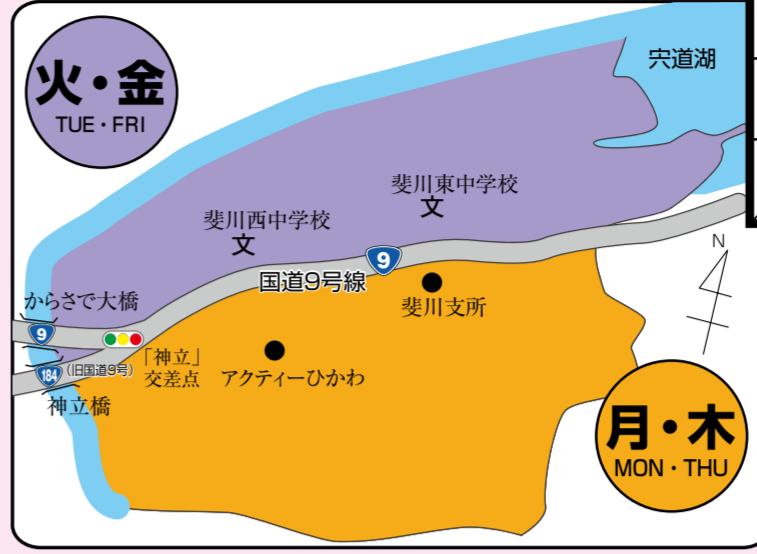 火・金
TUE・FRI
宍道湖
斐川東中学校
文
斐川西中学校
文
9
国道9号線
斐川支所
N
からさで大橋
9
184
(旧国道9号)
「神立」
交差点
アクティーひかわ
神立橋
月・木
MON・THU